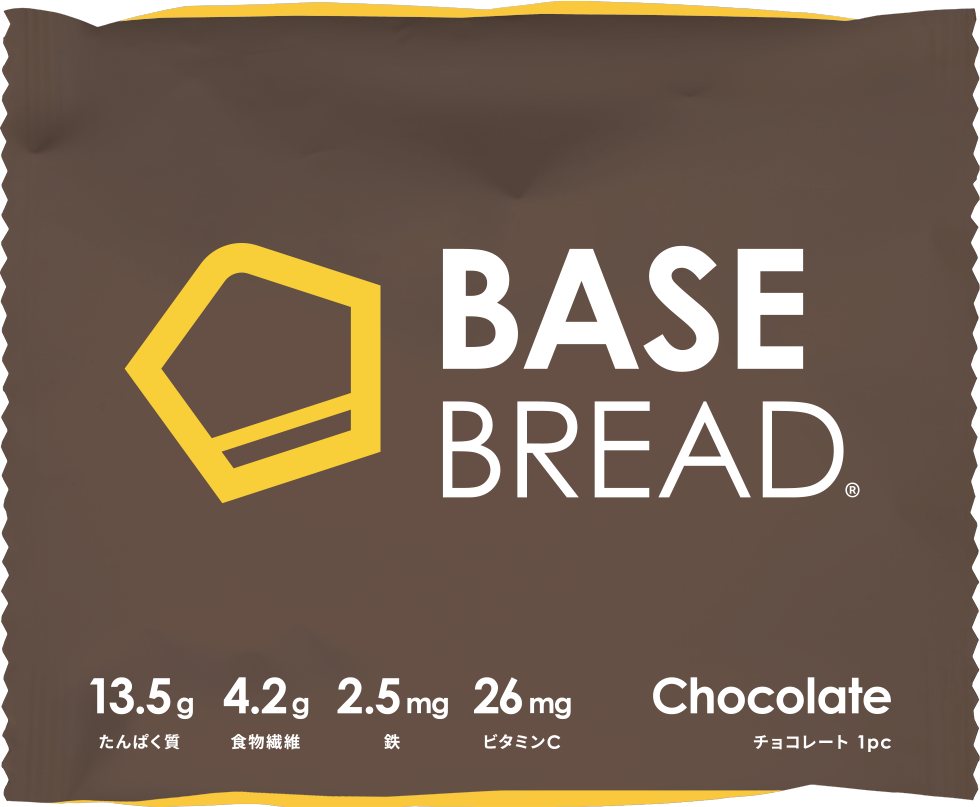 BASE
BREAD®
13.5g 4.2g 2.5mg 26mg
たんぱく質 食物繊維 鉄 ビタミンC
Chocolate
チョコレート 1pc